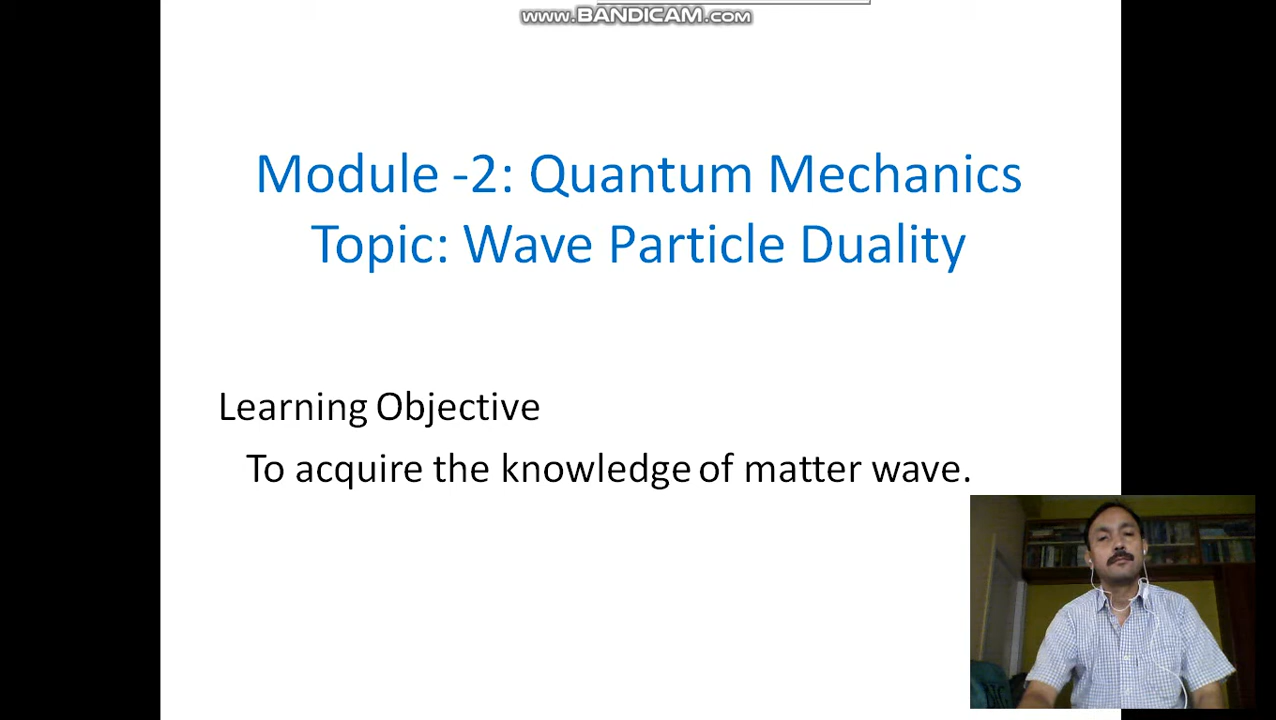 www.BANDICAM.com
Module -2: Quantum Mechanics
Topic: Wave Particle Duality
Learning Objective
To acquire the knowledge of matter wave.